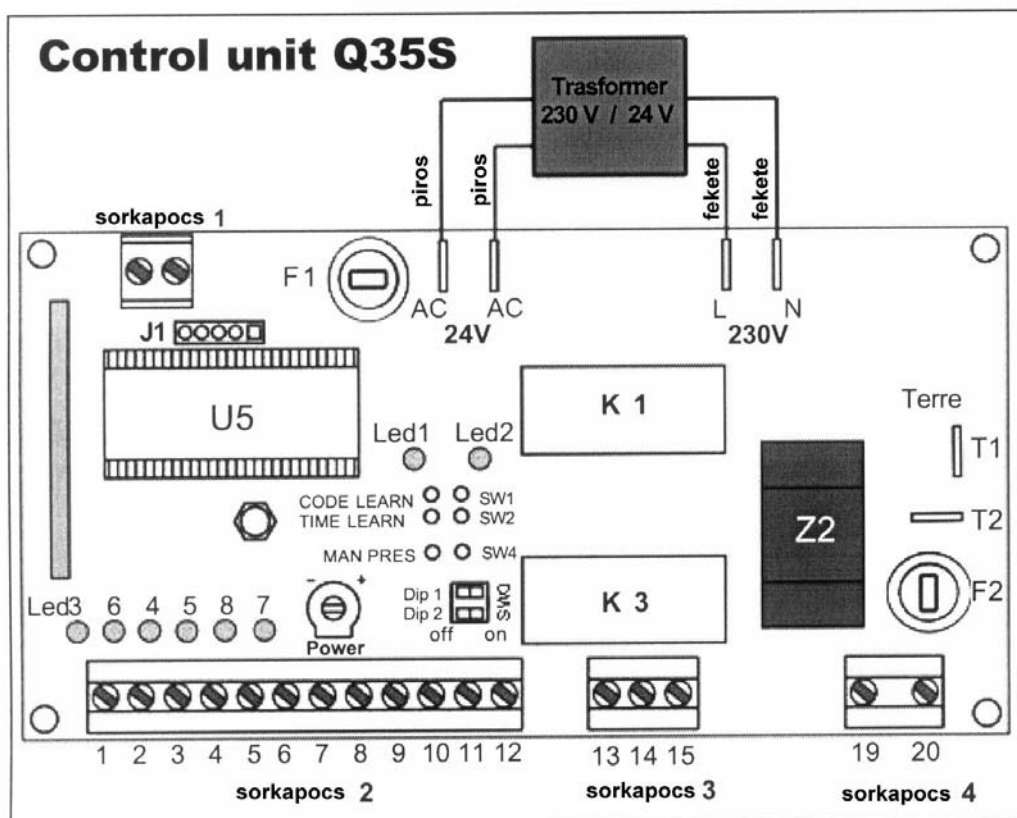 Control unit Q35S
Trasformer
230 V / 24 V
piros
piros
fekete
fekete
sorkapocs 1
F1
AC
AC
L
N
24V
230V
J1
U5
K 1
Terre
Led1
Led2
T1
CODE LEARN
SW1
TIME LEARN
SW2
T2
Z2
MAN PRES
SW4
F2
Led3 6 4 5 8 7
- +
Dip 1
Dip 2
SWD
off on
K 3
Power
1 2 3 4 5 6 7 8 9 10 11 12
13 14 15
19 20
sorkapocs 2
sorkapocs 3
sorkapocs 4